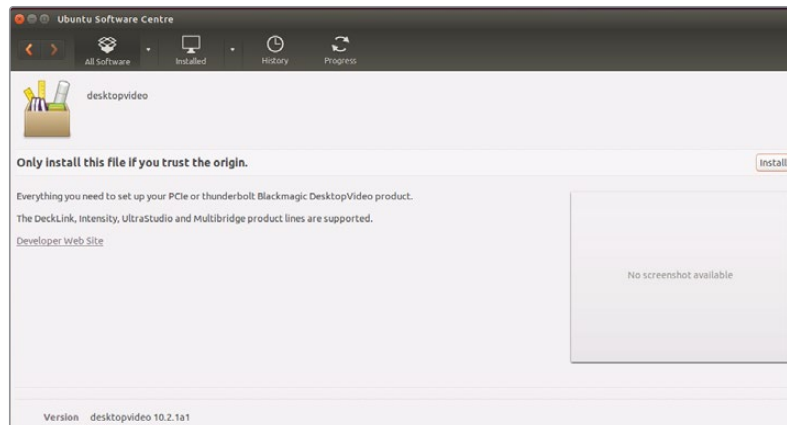 Ubuntu Software Centre
All Software
Installed
History
Progress
desktopvideo
Only install this file if you trust the origin.
Install
Everything you need to set up your PCIe or thunderbolt Blackmagic DesktopVideo product.
The DeckLink, Intensity, UltraStudio and Multibridge product lines are supported.
Developer Web Site
No screenshot available
Version desktopvideo 10.2.1a1